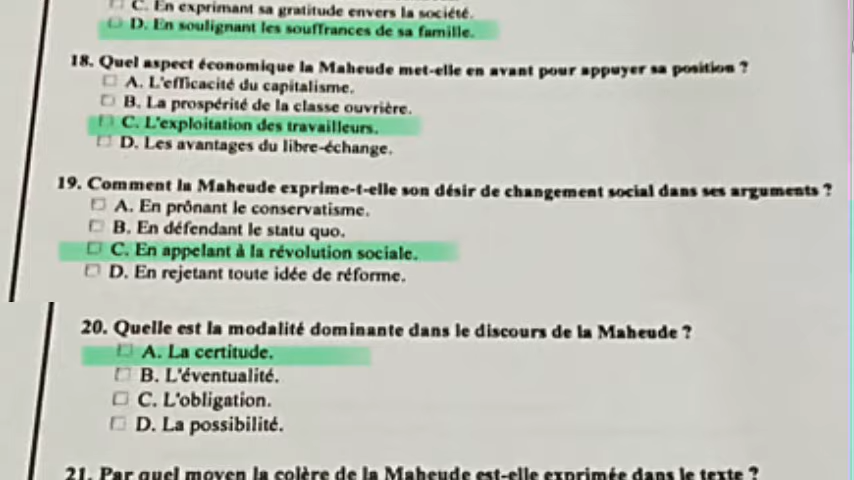 C. En exprimant sa gratitude envers la société.
D. En soulignant les souffrances de sa famille.
18. Quel aspect économique la Maheude met-elle en avant pour appuyer sa position ?
A. L'efficacité du capitalisme.
B. La prospérité de la classe ouvrière.
C. L'exploitation des travailleurs.
D. Les avantages du libre-échange.
19. Comment la Maheude exprime-t-elle son désir de changement social dans ses arguments ?
A. En prônant le conservatisme.
B. En défendant le statu quo.
C. En appelant à la révolution sociale.
D. En rejetant toute idée de réforme.
20. Quelle est la modalité dominante dans le discours de la Maheude ?
A. La certitude.
B. L'éventualité.
C. L'obligation.
D. La possibilité.
21. Par quel moyen la colère de la Maheude est-elle exprimée dans le texte ?